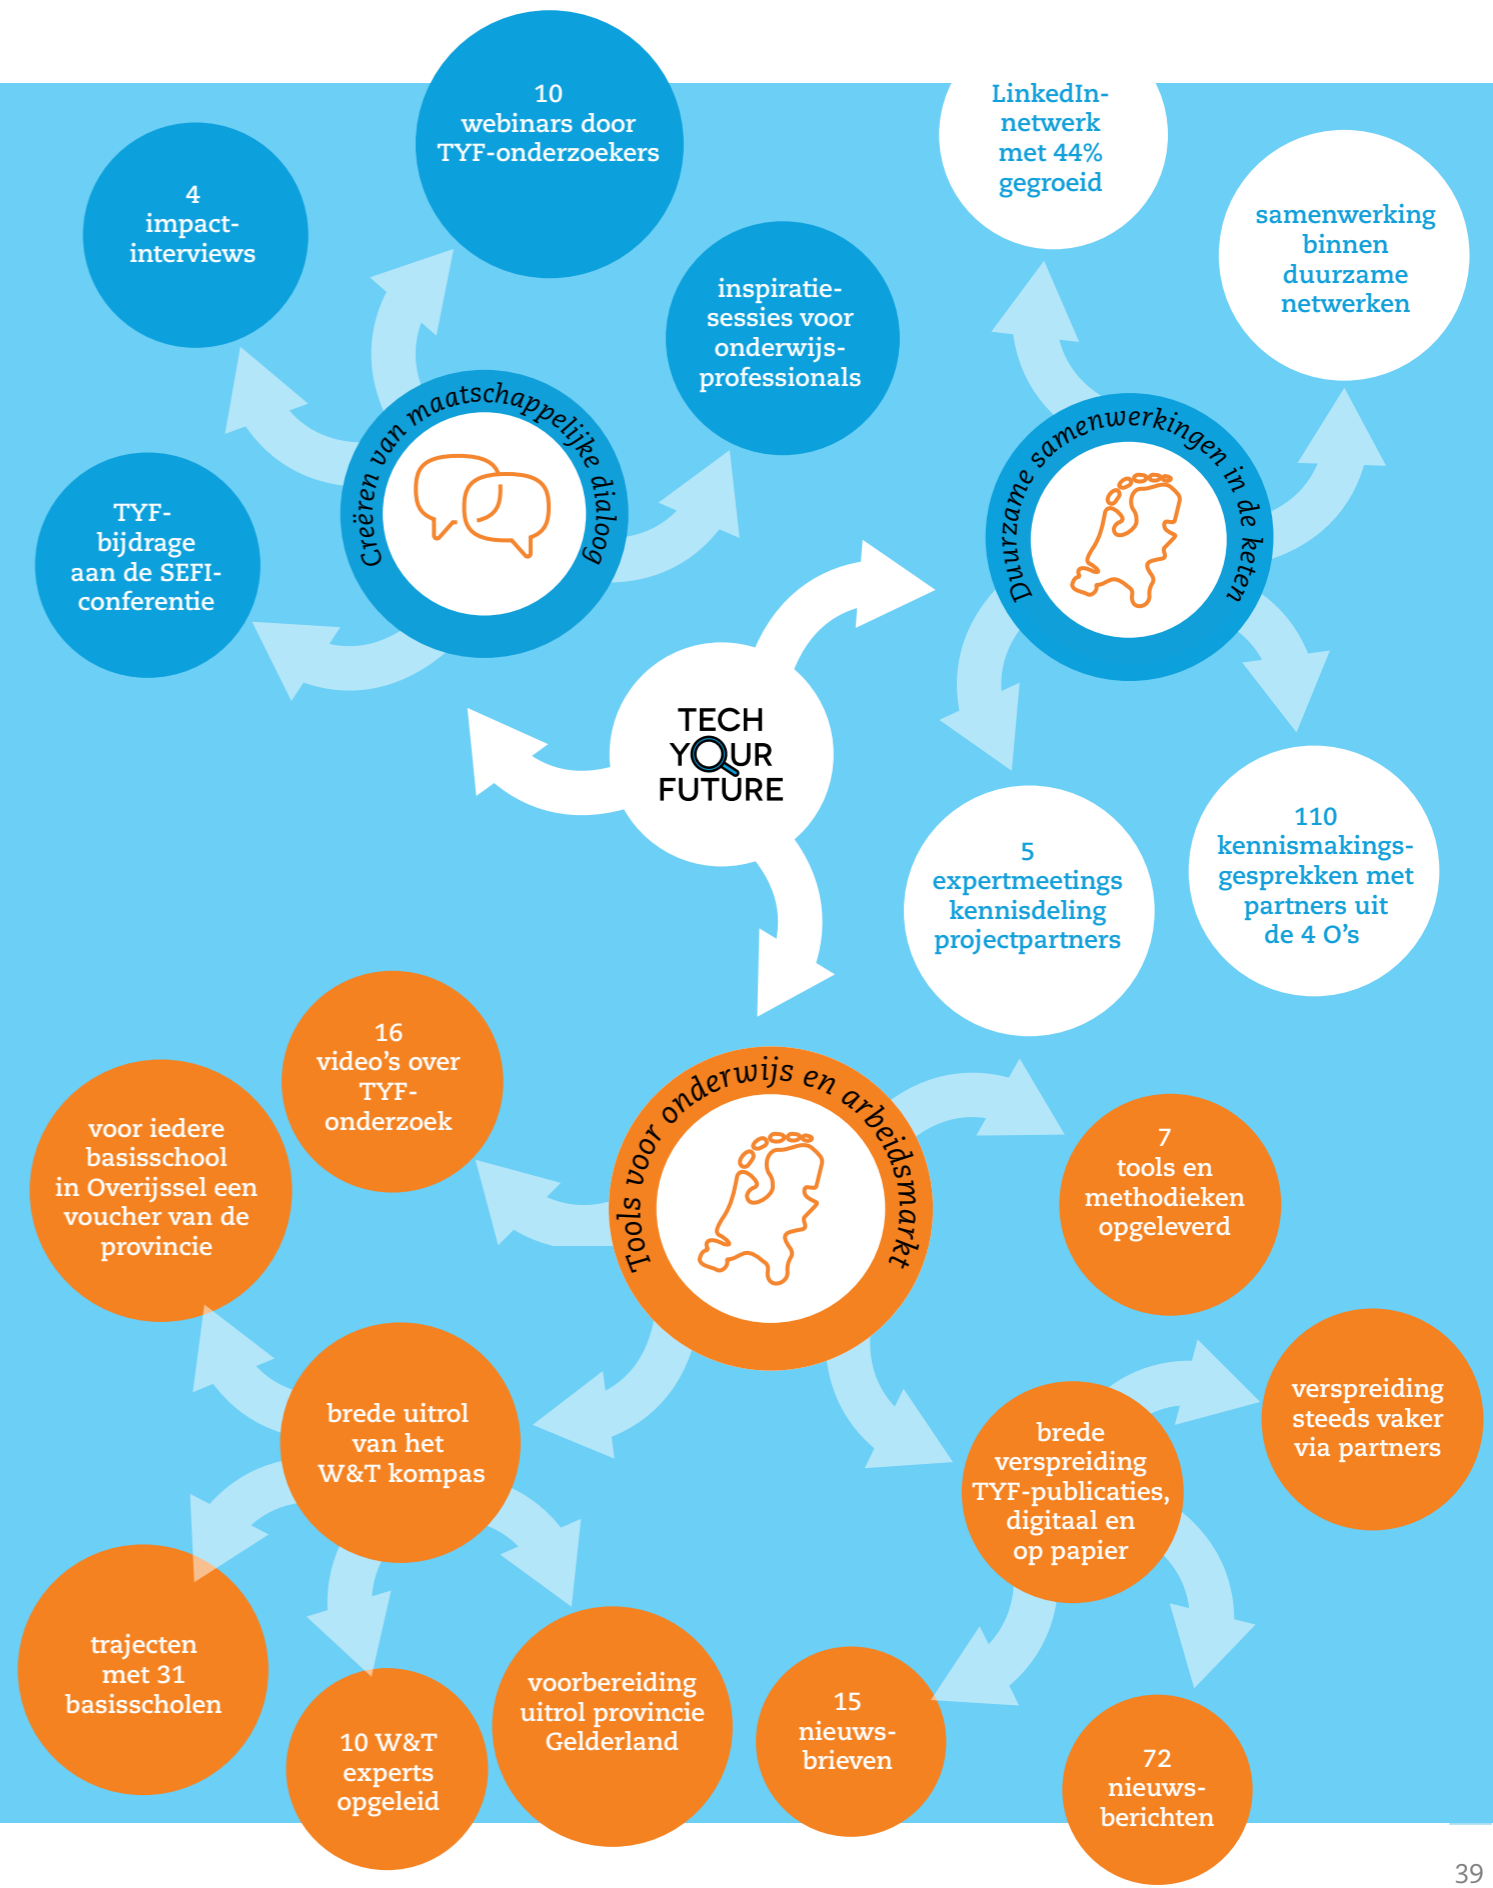 10
webinars door
TYF-onderzoekers
4
impact-
interviews
inspiratie-
sessies voor
onderwijs-
professionals
TYF-
bijdrage
aan de SEFI-
conferentie
Creëren van maatschappelijke dialoog
LinkedIn-
netwerk
met 44%
gegroeid
samenwerking
binnen
duurzame
netwerken
Duurzame samenwerkingen in de keten
TECH
YOUR
FUTURE
5
expertmeetings
kennisdeling
projectpartners
110
kennismakings-
gesprekken met
partners uit
de 4 O's
16
video's over
TYF-
onderzoek
voor iedere
basisschool
in Overijssel een
voucher van de
provincie
Tools voor onderwijs en arbeidsmarkt
7
tools en
methodieken
opgeleverd
brede uitrol
van het
W&T kompas
brede
verspreiding
TYF-publicaties,
digitaal en
op papier
verspreiding
steeds vaker
via partners
trajecten
met 31
basisscholen
10 W&T
experts
opgeleid
voorbereiding
uitrol provincie
Gelderland
15
nieuws-
brieven
72
nieuws-
berichten
39